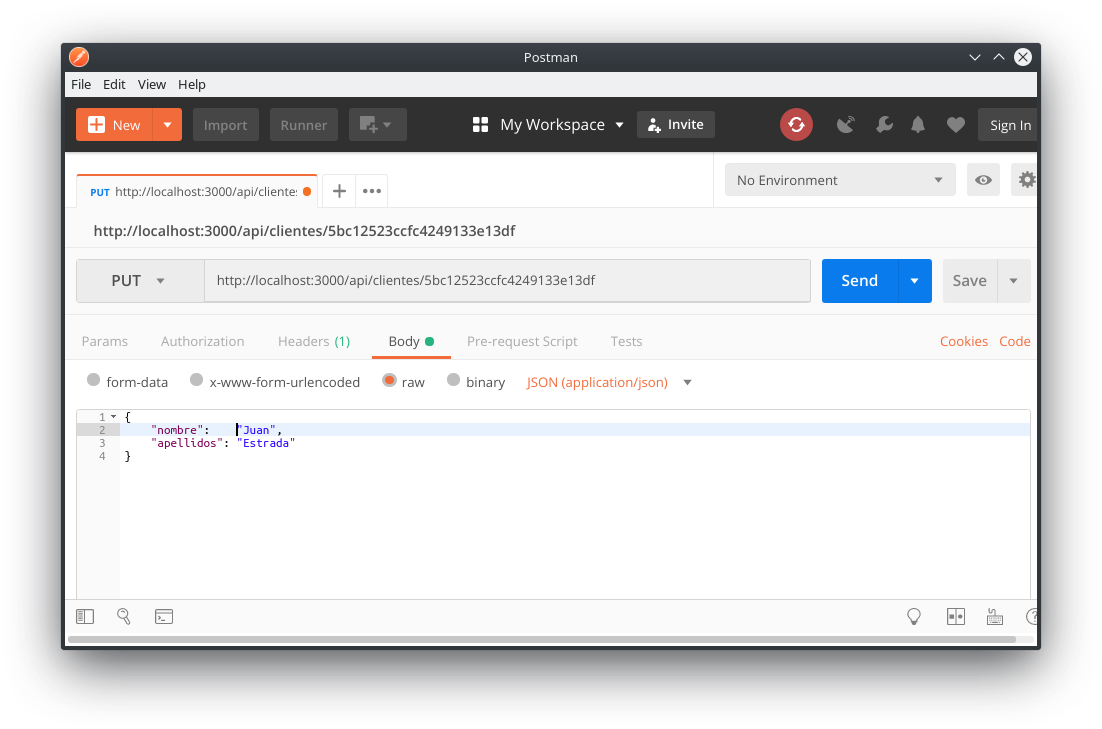 Postman
File Edit View Help
New Import Runner My Workspace Invite Sign In
PUT http://localhost:3000/api/clientes No Environment
http://localhost:3000/api/clientes/5bc12523ccfc4249133e13df
PUT http://localhost:3000/api/clientes/5bc12523ccfc4249133e13df Send Save
Params Authorization Headers (1) Body Pre-request Script Tests Cookies Code
form-data x-www-form-urlencoded raw binary JSON (application/json)
1 {
2 "nombre": "Juan",
3 "apellidos": "Estrada"
4 }